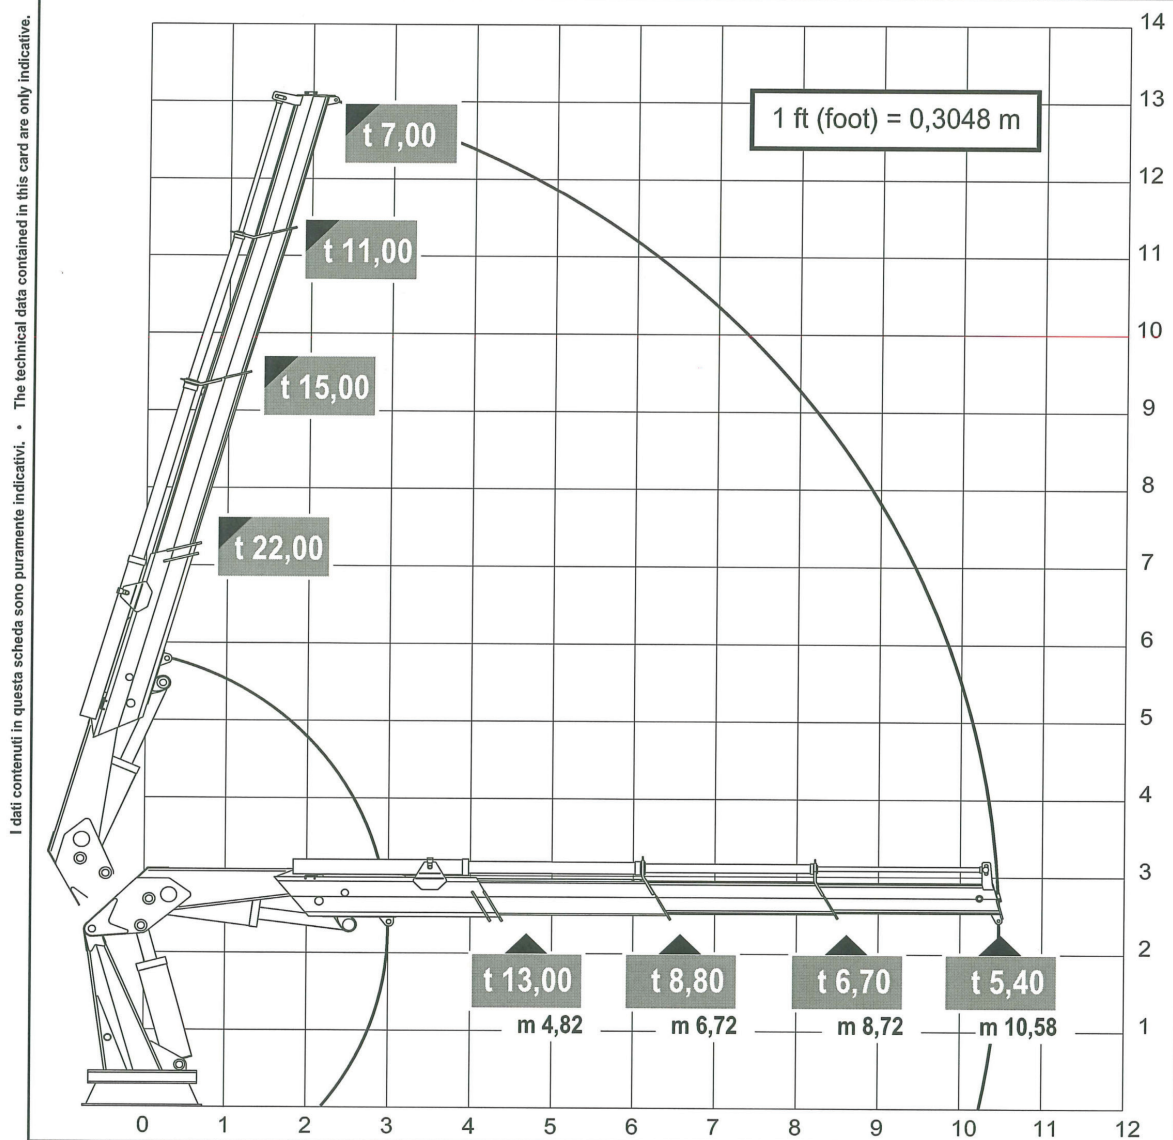 I dati contenuti in questa scheda sono puramente indicativi. • The technical data contained in this card are only indicative.
14
13
12
11
10
9
8
7
6
5
4
3
2
1
1 ft (foot) = 0,3048 m
t 7,00
t 11,00
t 15,00
t 22,00
t 13,00 t 8,80 t 6,70 t 5,40
m 4,82 m 6,72 m 8,72 m 10,58
0 1 2 3 4 5 6 7 8 9 10 11 12